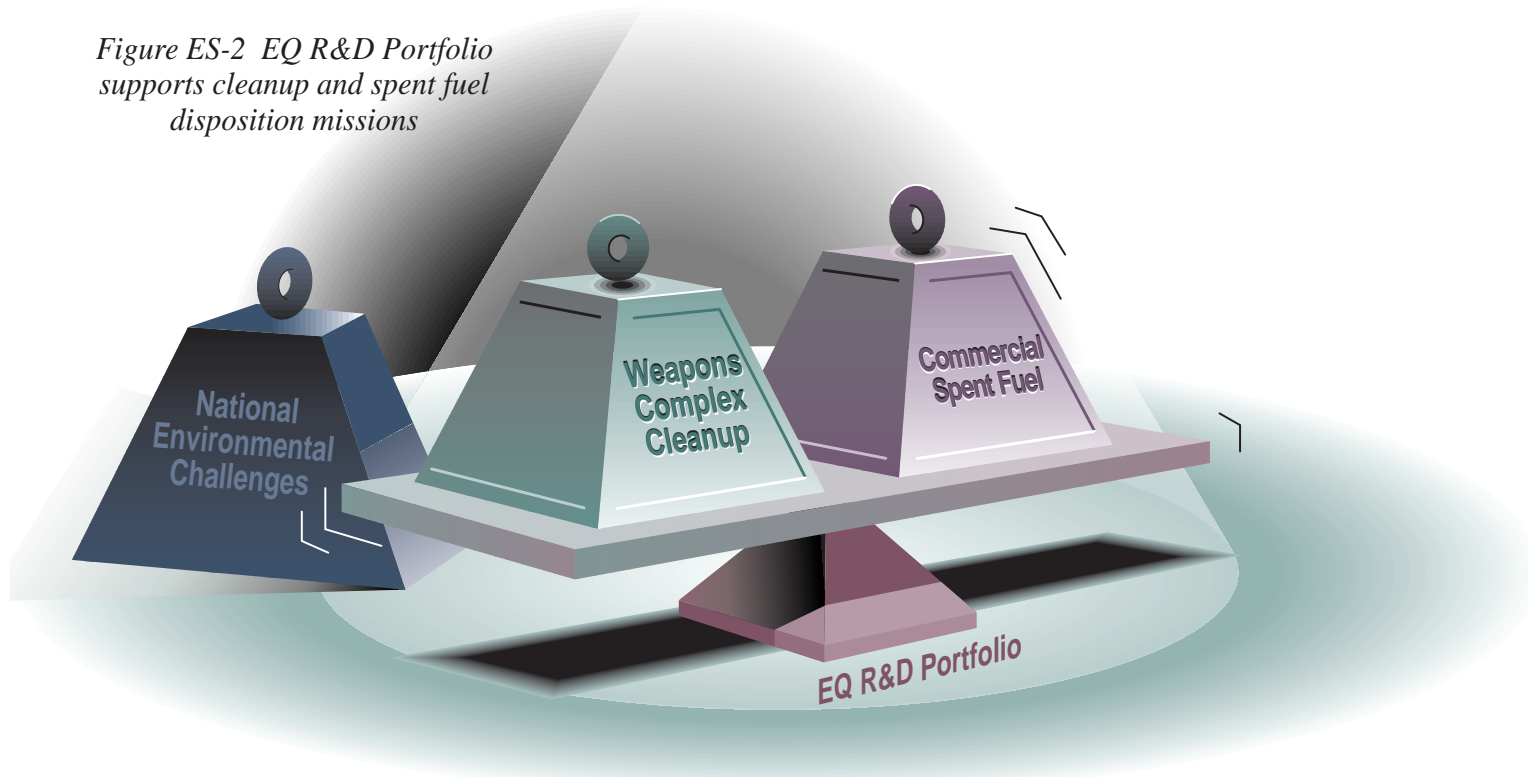 Figure ES-2 EQ R&D Portfolio
supports cleanup and spent fuel
disposition missions
National
Environmental
Challenges
Weapons
Complex
Cleanup
Commercial
Spent Fuel
EQ R&D Portfolio